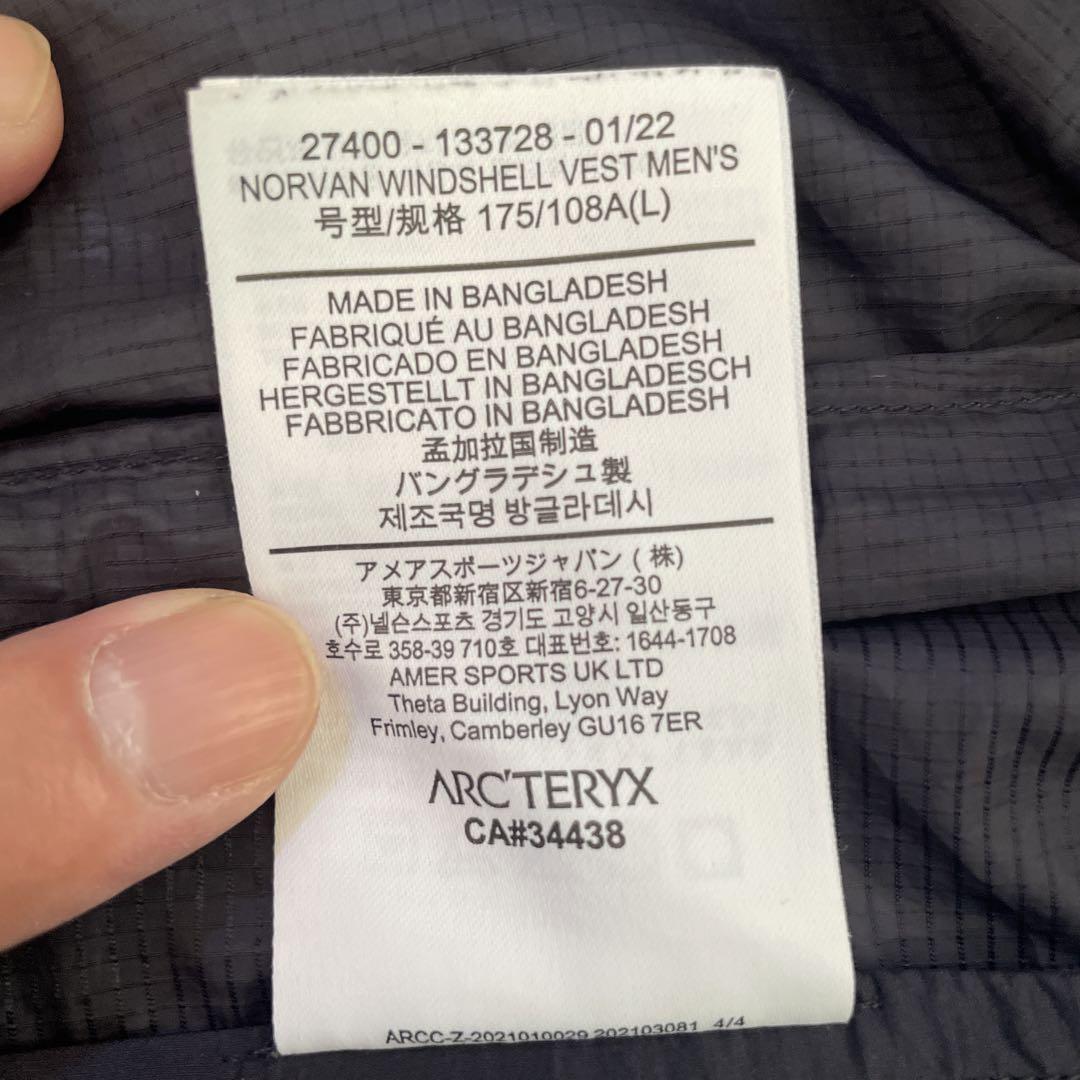 27400 - 133728 - 01/22
NORVAN WINDSHELL VEST MEN'S
号型/规格 175/108A(L)
MADE IN BANGLADESH
FABRIQUÉ AU BANGLADESH
FABRICADO EN BANGLADESH
HERGESTELLT IN BANGLADESCH
FABBRICATO IN BANGLADESH
孟加拉国制造
バングラデシュ製
제조국명 방글라데시
アメアスポーツジャパン ( 株)
東京都新宿区新宿6-27-30
(주)넬슨스포츠 경기도 고양시 일산동구
호수로 358-39 710호 대표번호: 1644-1708
AMER SPORTS UK LTD
Theta Building, Lyon Way
Frimley, Camberley GU16 7ER
ARC'TERYX
CA#34438
ARCC-Z-2021010029 202103081 4/4